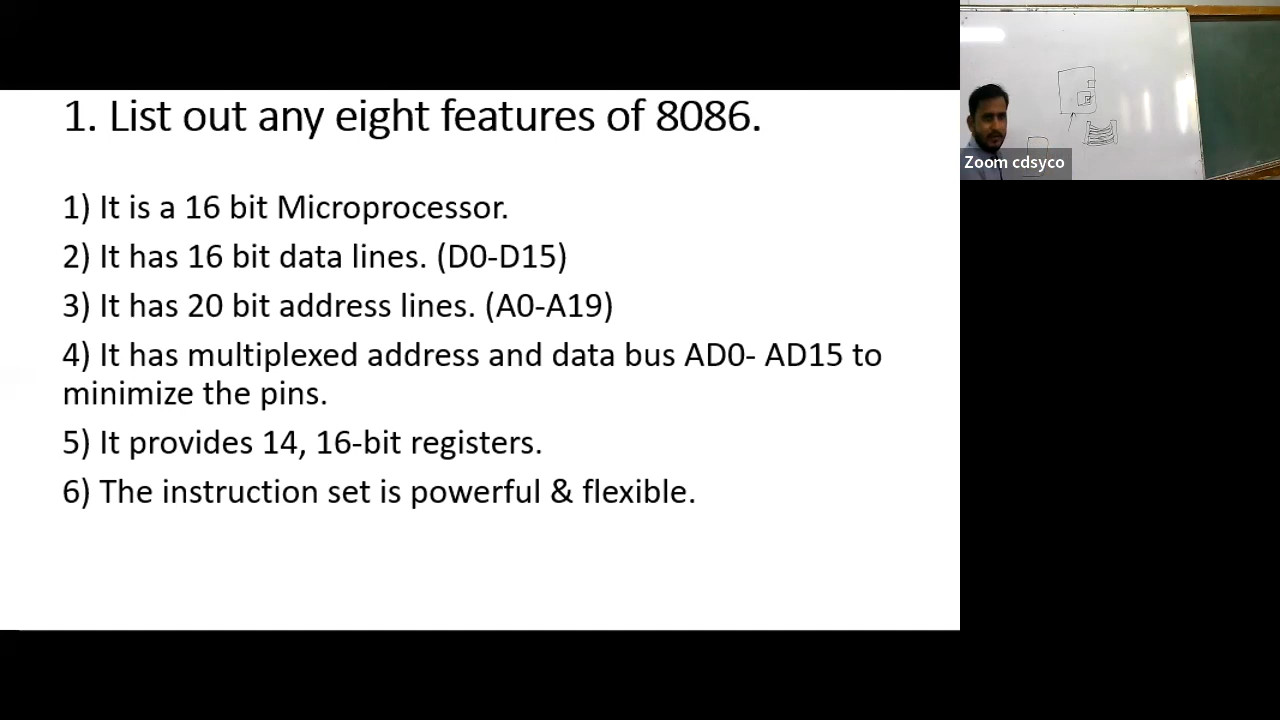 1. List out any eight features of 8086.
1) It is a 16 bit Microprocessor.
2) It has 16 bit data lines. (D0-D15)
3) It has 20 bit address lines. (A0-A19)
4) It has multiplexed address and data bus AD0- AD15 to
minimize the pins.
5) It provides 14, 16-bit registers.
6) The instruction set is powerful & flexible.
Zoom cdsyco